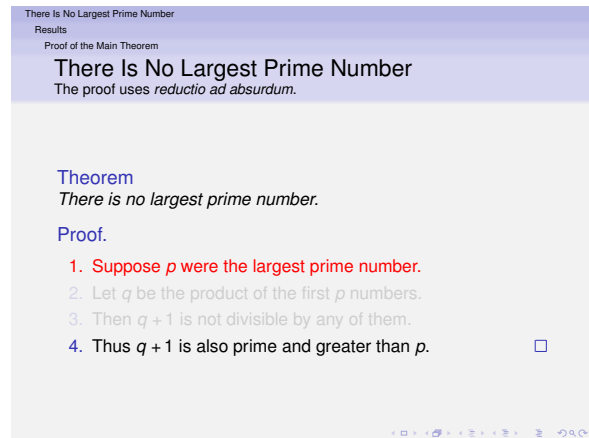 There Is No Largest Prime Number
Results
Proof of the Main Theorem
There Is No Largest Prime Number
The proof uses reductio ad absurdum.
Theorem
There is no largest prime number.
Proof.
1. Suppose p were the largest prime number.
2. Let q be the product of the first p numbers.
3. Then q + 1 is not divisible by any of them.
4. Thus q + 1 is also prime and greater than p. □